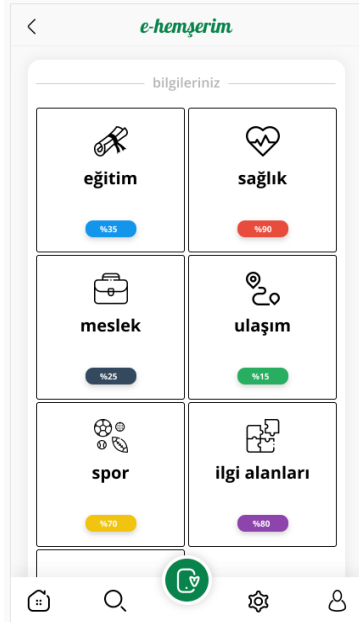 e-hemşerim
bilgileriniz
eğitim
sağlık
%35
%90
meslek
ulaşım
%25
%15
spor
ilgi alanları
%70
%80